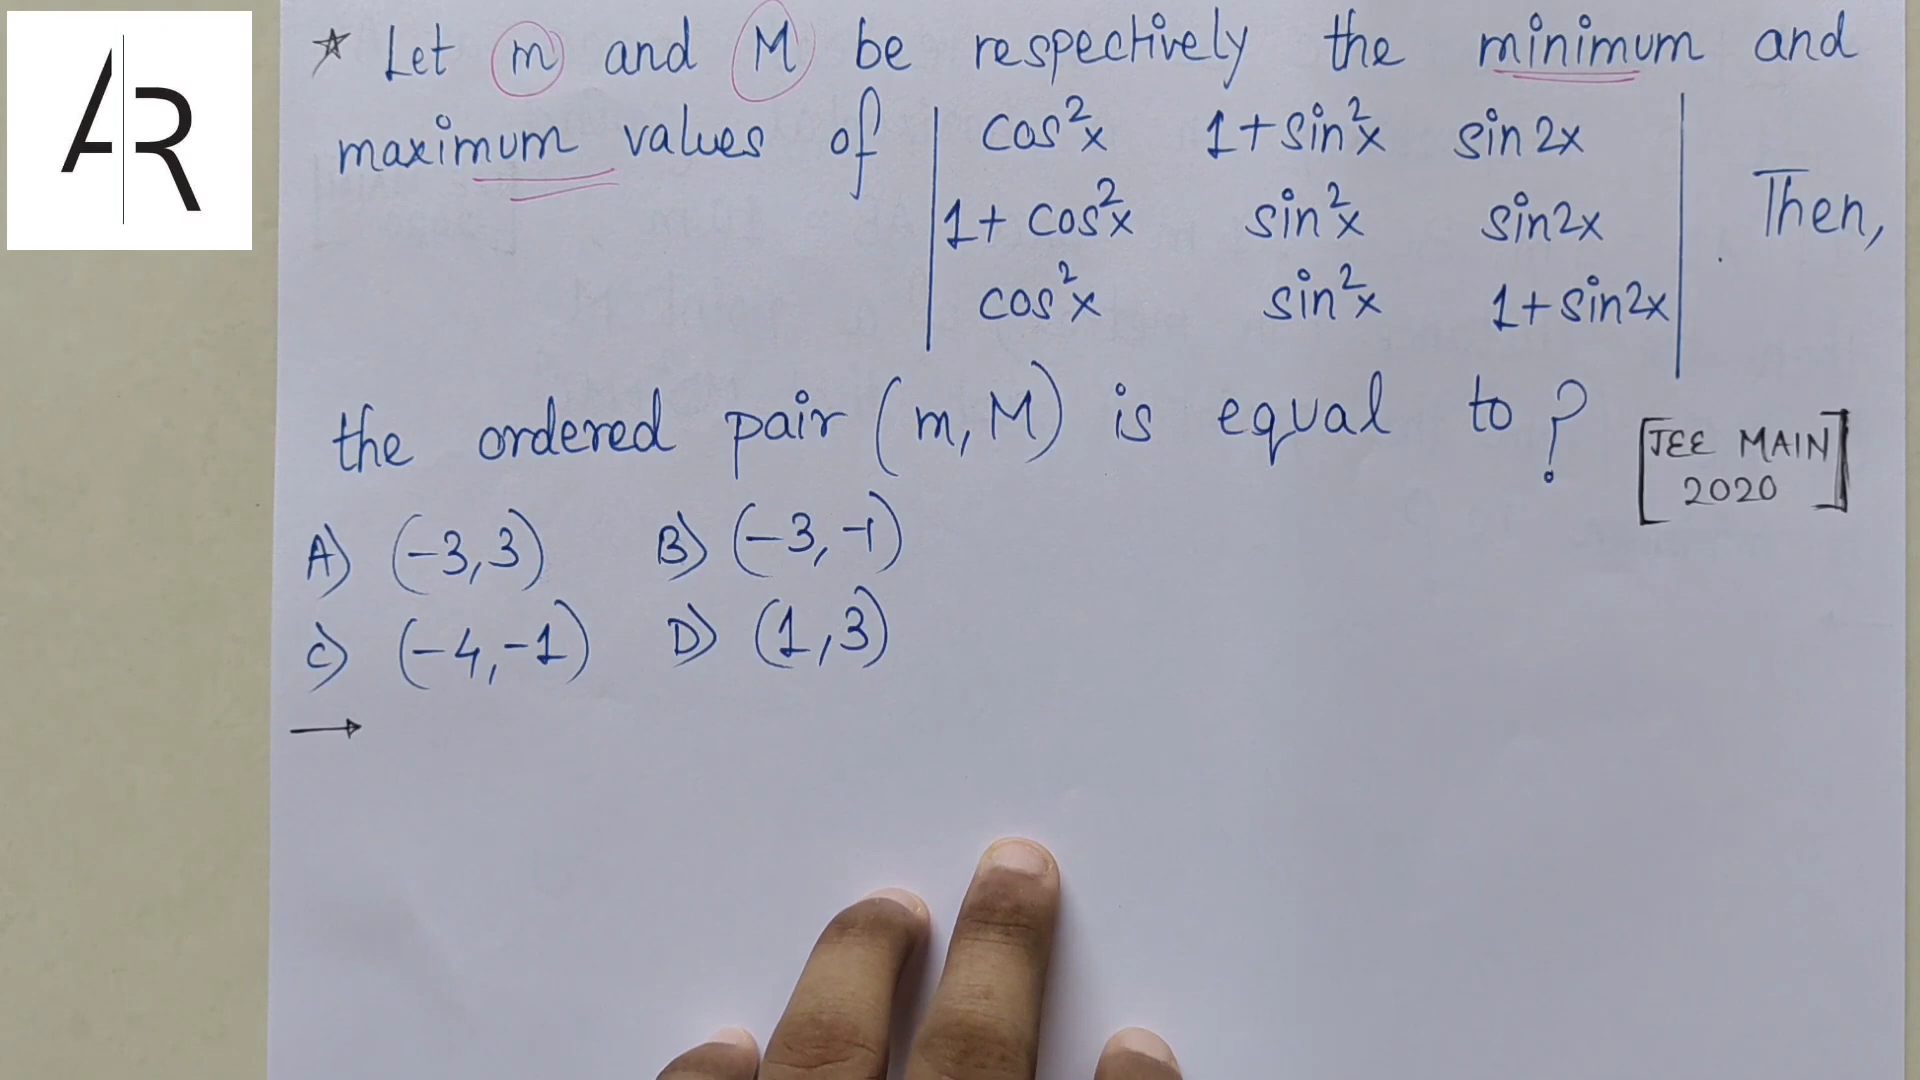 AR
☆ Let m and M be respectively the minimum and
maximum values of | cos²x 1+sin²x sin2x |
| 1+cos²x sin²x sin2x | . Then,
| cos²x sin²x 1+sin2x |
the ordered pair (m,M) is equal to ?
[JEE MAIN
2020]
A) (-3,3) B) (-3,-1)
C) (-4,-1) D) (1,3)
→